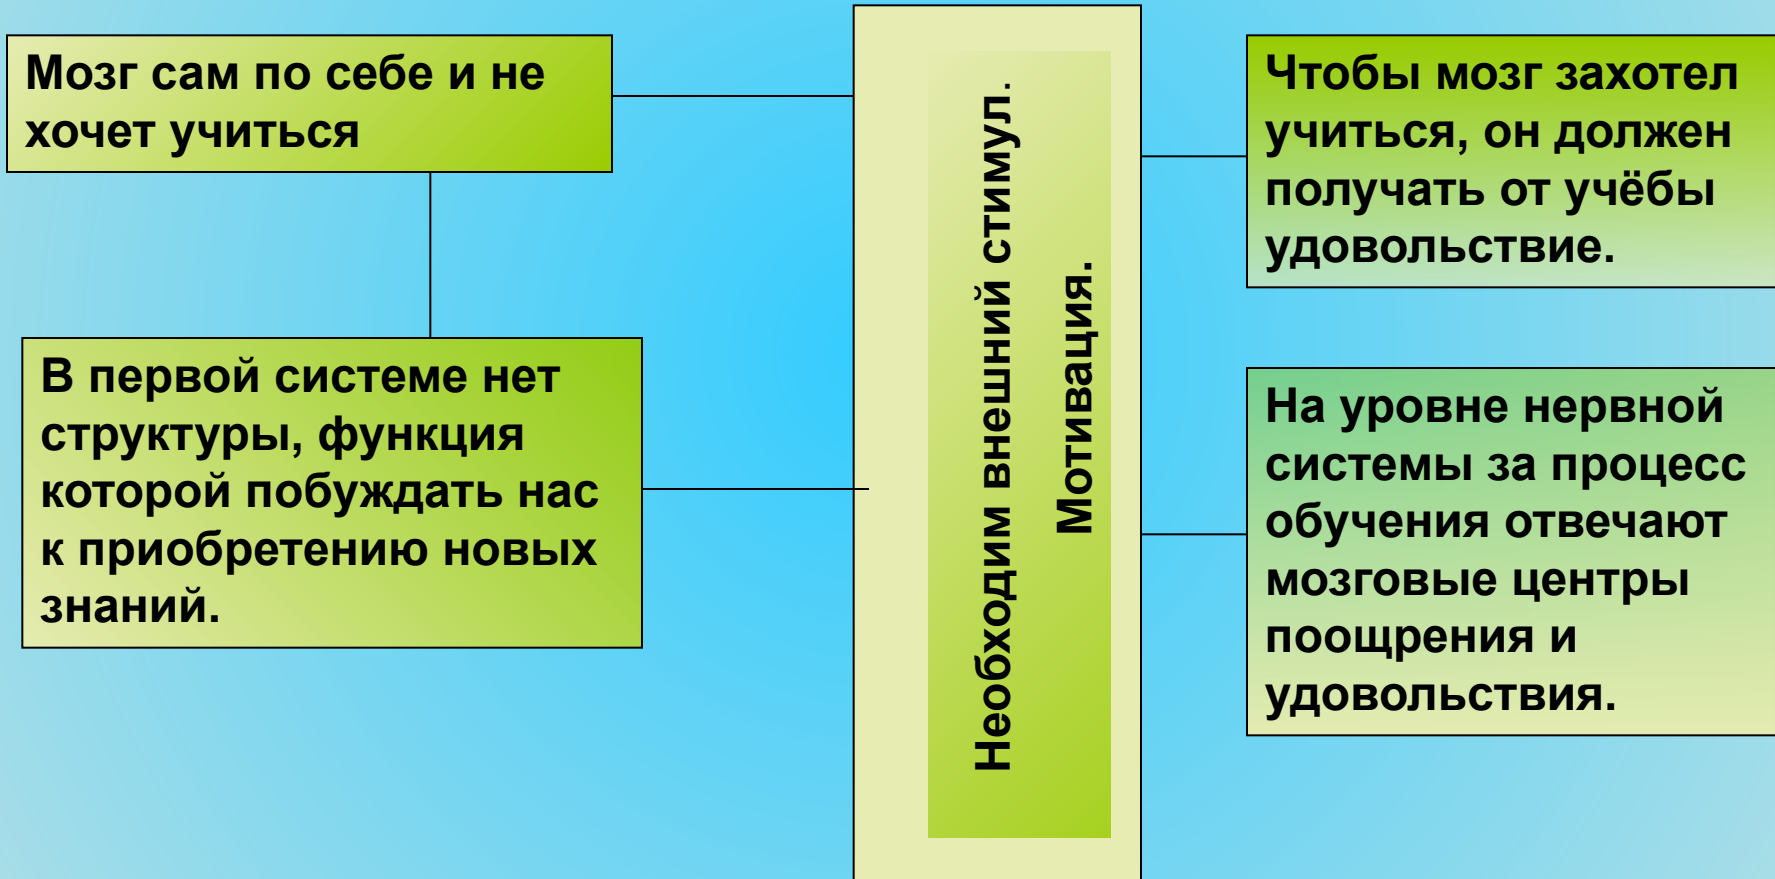 Мозг сам по себе и не
хочет учиться
В первой системе нет
структуры, функция
которой побуждать нас
к приобретению новых
знаний.
Необходим внешний стимул.
Мотивация.
Чтобы мозг захотел
учиться, он должен
получать от учёбы
удовольствие.
На уровне нервной
системы за процесс
обучения отвечают
мозговые центры
поощрения и
удовольствия.